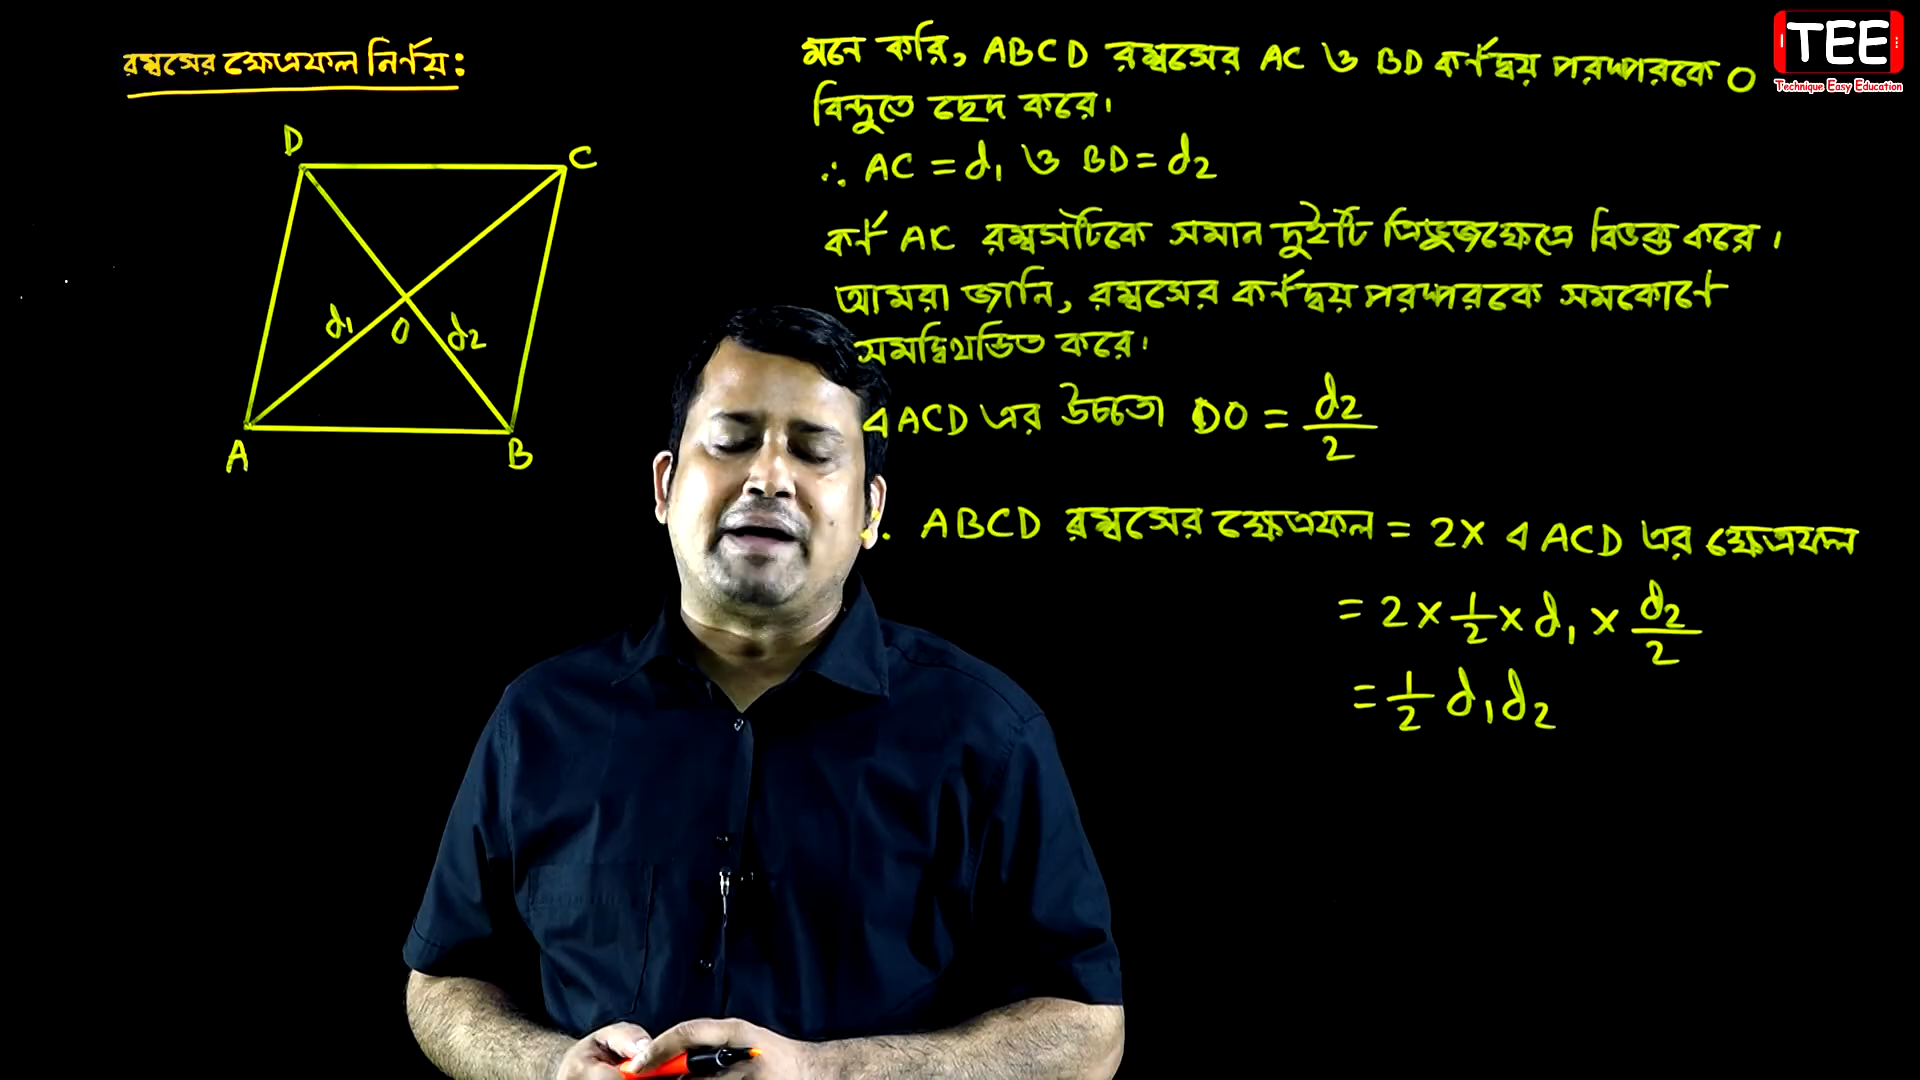 রম্বসের ক্ষেত্রফল নির্ণয়:
D
C
d1
O
d2
A
B
মনে করি, ABCD রম্বসের AC ও BD কর্ণদ্বয় পরস্পরকে O
বিন্দুতে ছেদ করে।
∴ AC = d1 ও BD = d2
কর্ণ AC রম্বসটিকে সমান দুইটি ত্রিভুজক্ষেত্রে বিভক্ত করে।
আমরা জানি, রম্বসের কর্ণদ্বয় পরস্পরকে সমকোণে
সমদ্বিখন্ডিত করে।
ΔACD এর উচ্চতা DO = d2/2
ABCD রম্বসের ক্ষেত্রফল = 2 × ΔACD এর ক্ষেত্রফল
= 2 × 1/2 × d1 × d2/2
= 1/2 d1d2
TEE
Technique Easy Education